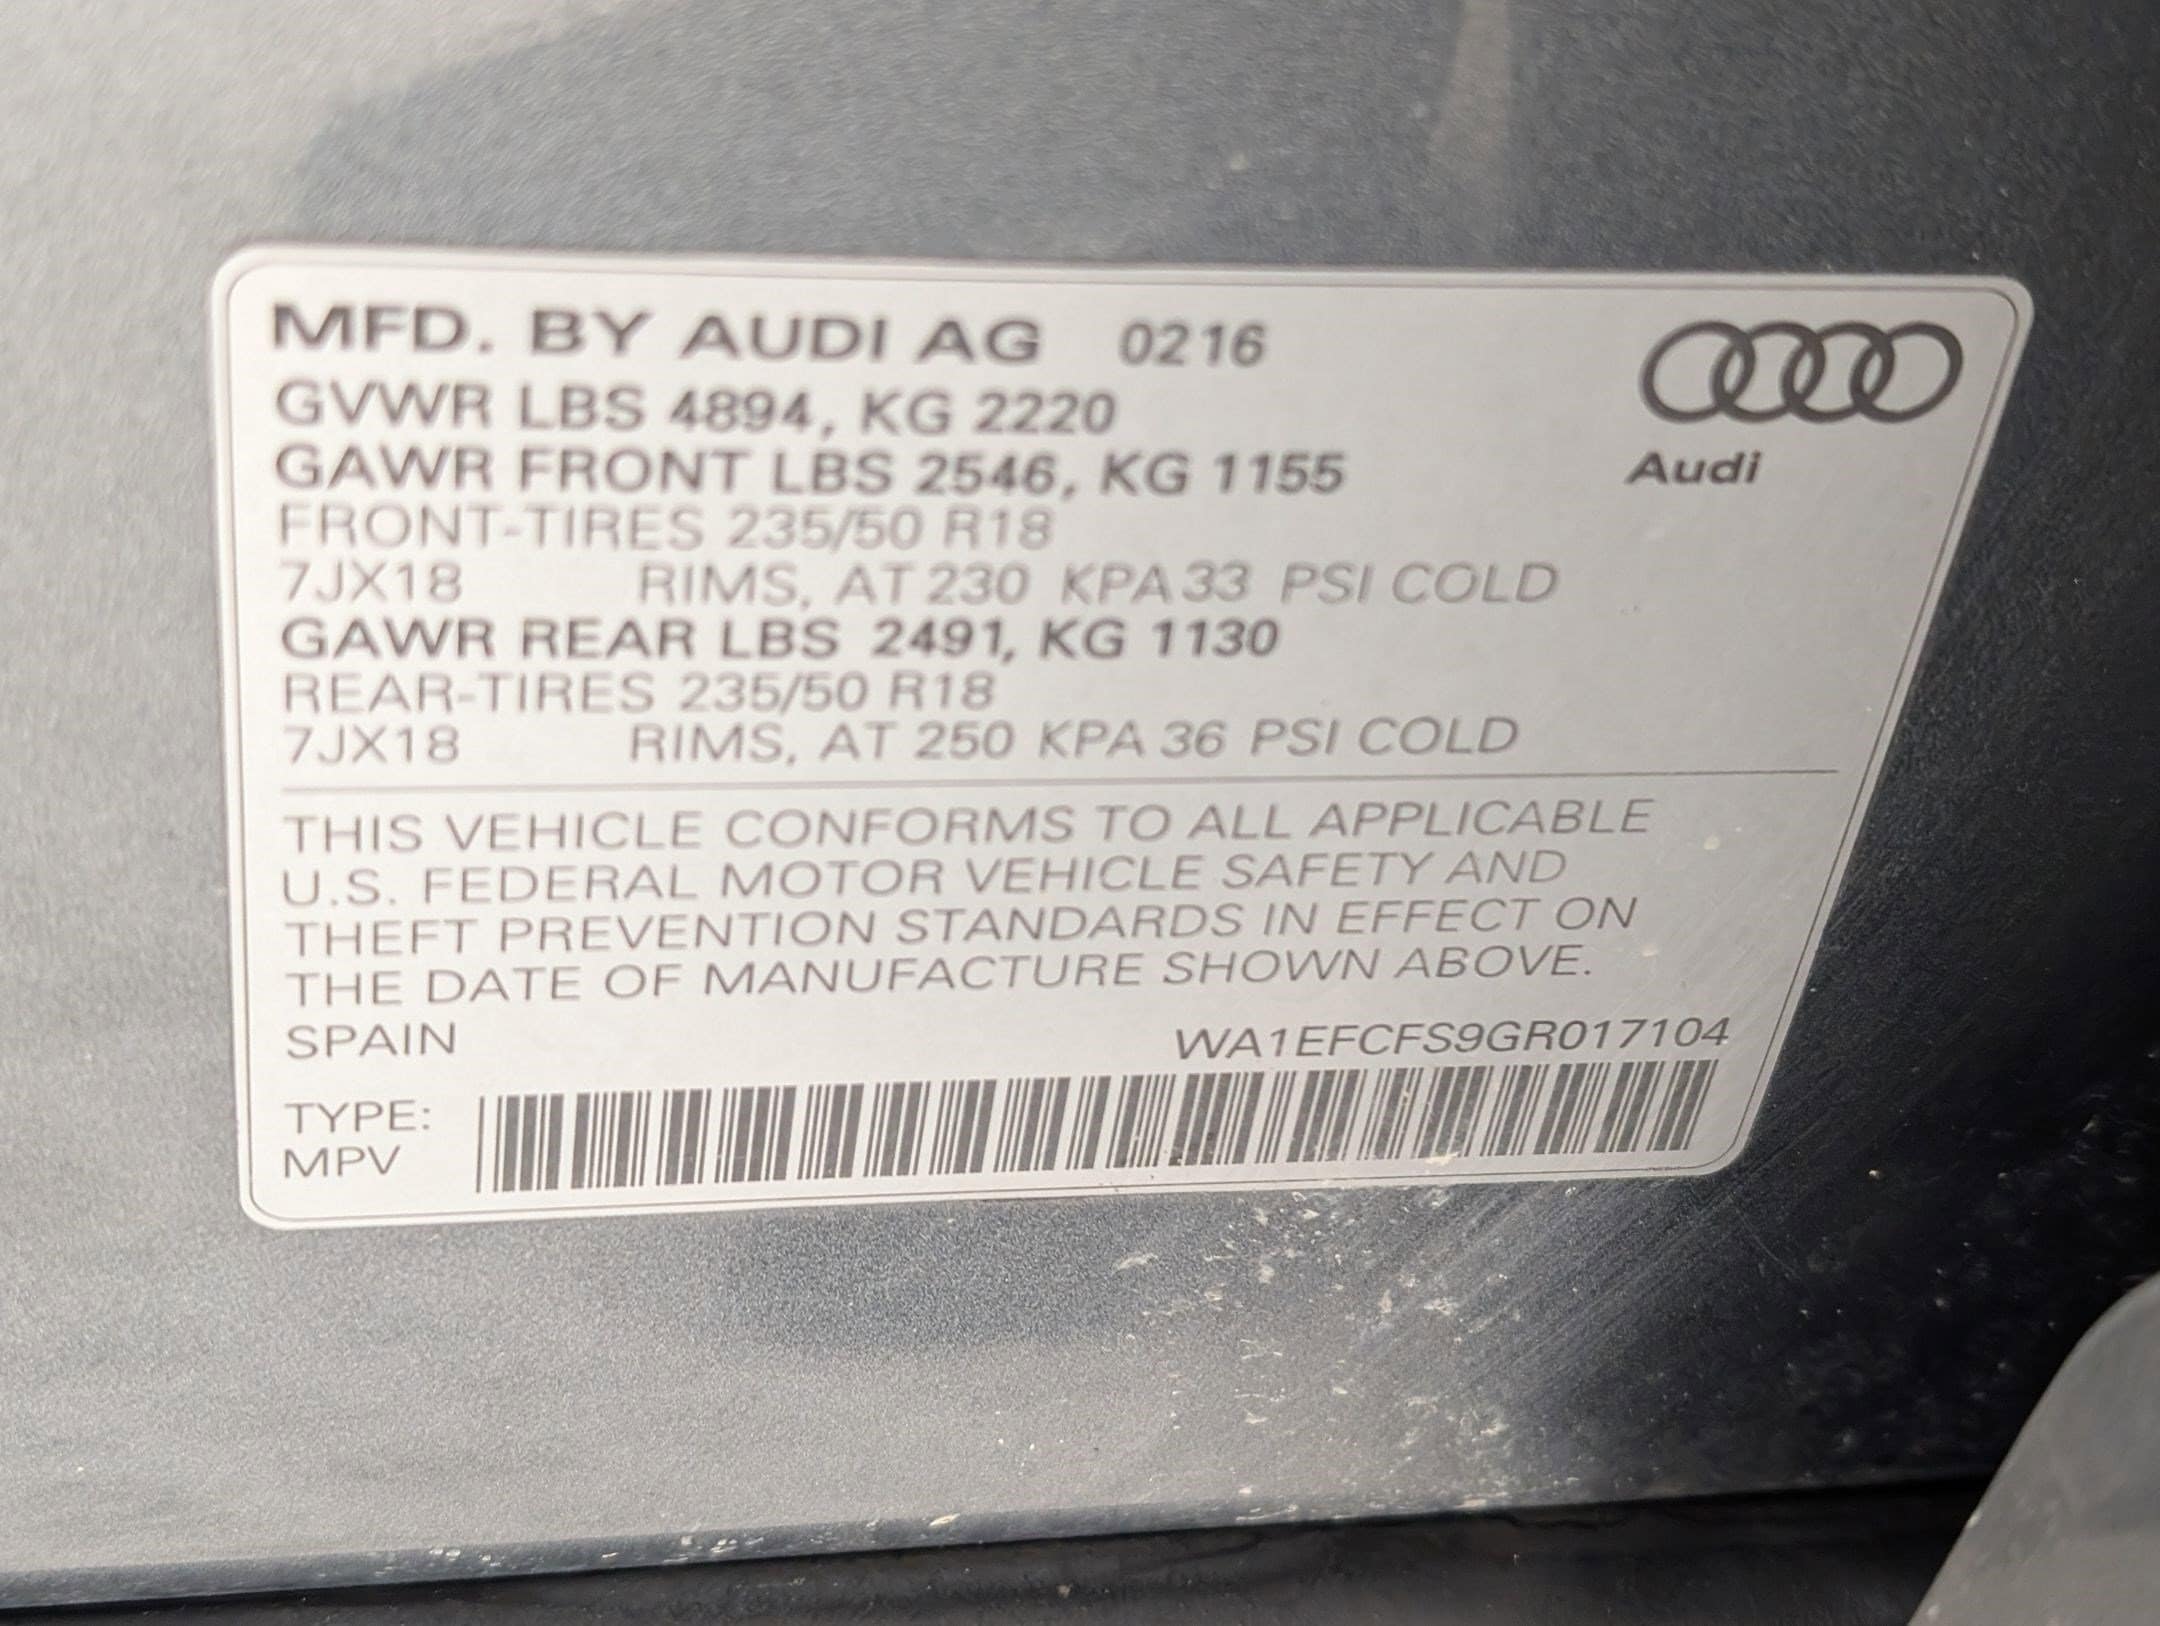 MFD. BY AUDI AG 0216
GVWR LBS 4894, KG 2220
GAWR FRONT LBS 2546, KG 1155
Audi
FRONT-TIRES 235/50 R18
7JX18 RIMS, AT 230 KPA 33 PSI COLD
GAWR REAR LBS 2491, KG 1130
REAR-TIRES 235/50 R18
7JX18 RIMS, AT 250 KPA 36 PSI COLD
THIS VEHICLE CONFORMS TO ALL APPLICABLE
U.S. FEDERAL MOTOR VEHICLE SAFETY AND
THEFT PREVENTION STANDARDS IN EFFECT ON
THE DATE OF MANUFACTURE SHOWN ABOVE.
SPAIN WA1EFCFS9GR017104
TYPE:
MPV